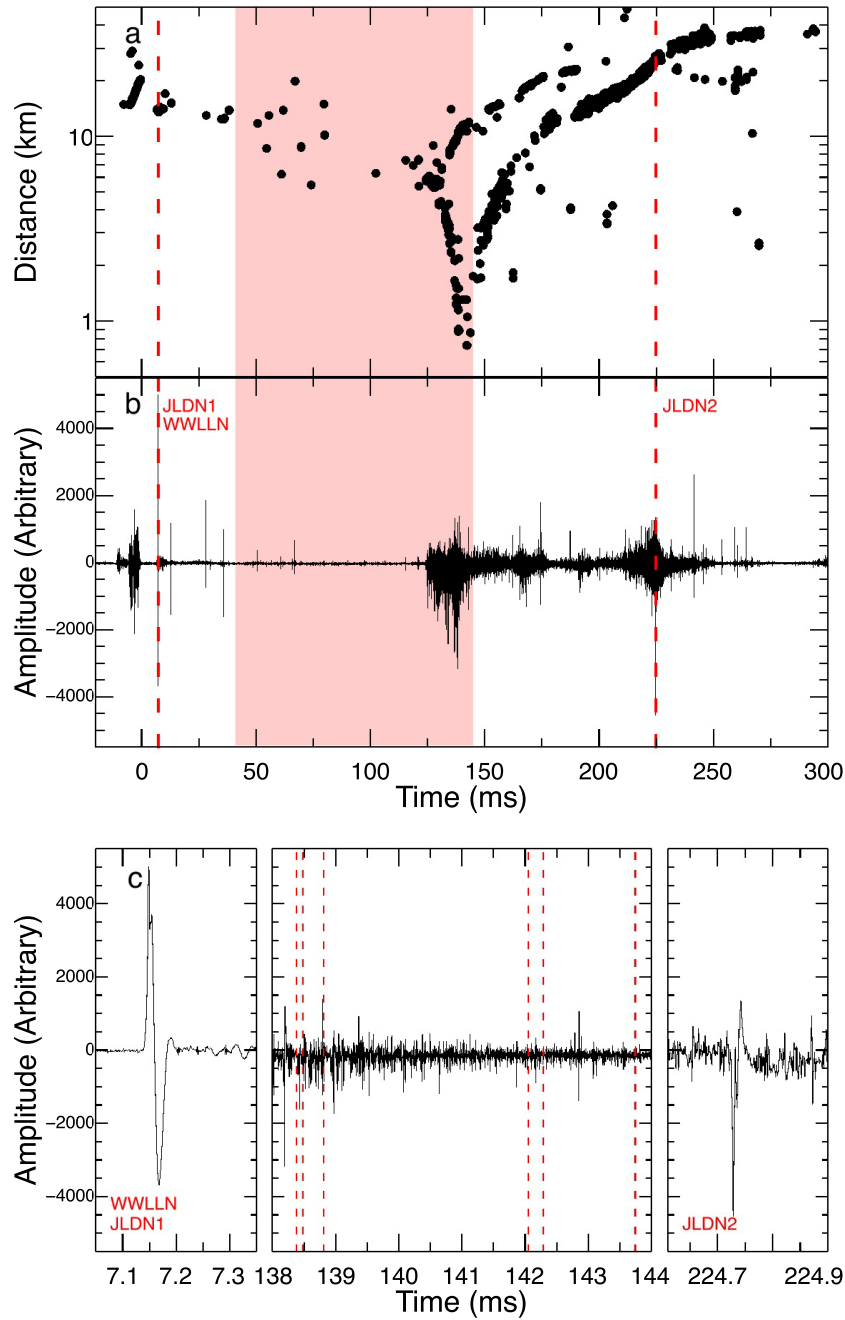 a
10
1
Distance (km)
b
JLDN1
WWLLN
JLDN2
4000
2000
0
−2000
−4000
Amplitude (Arbitrary)
0 50 100 150 200 250 300
Time (ms)
c
4000
2000
0
−2000
−4000
Amplitude (Arbitrary)
WWLLN
JLDN1
JLDN2
7.1 7.2 7.3 138 139 140 141 142 143 144 224.7 224.9
Time (ms)